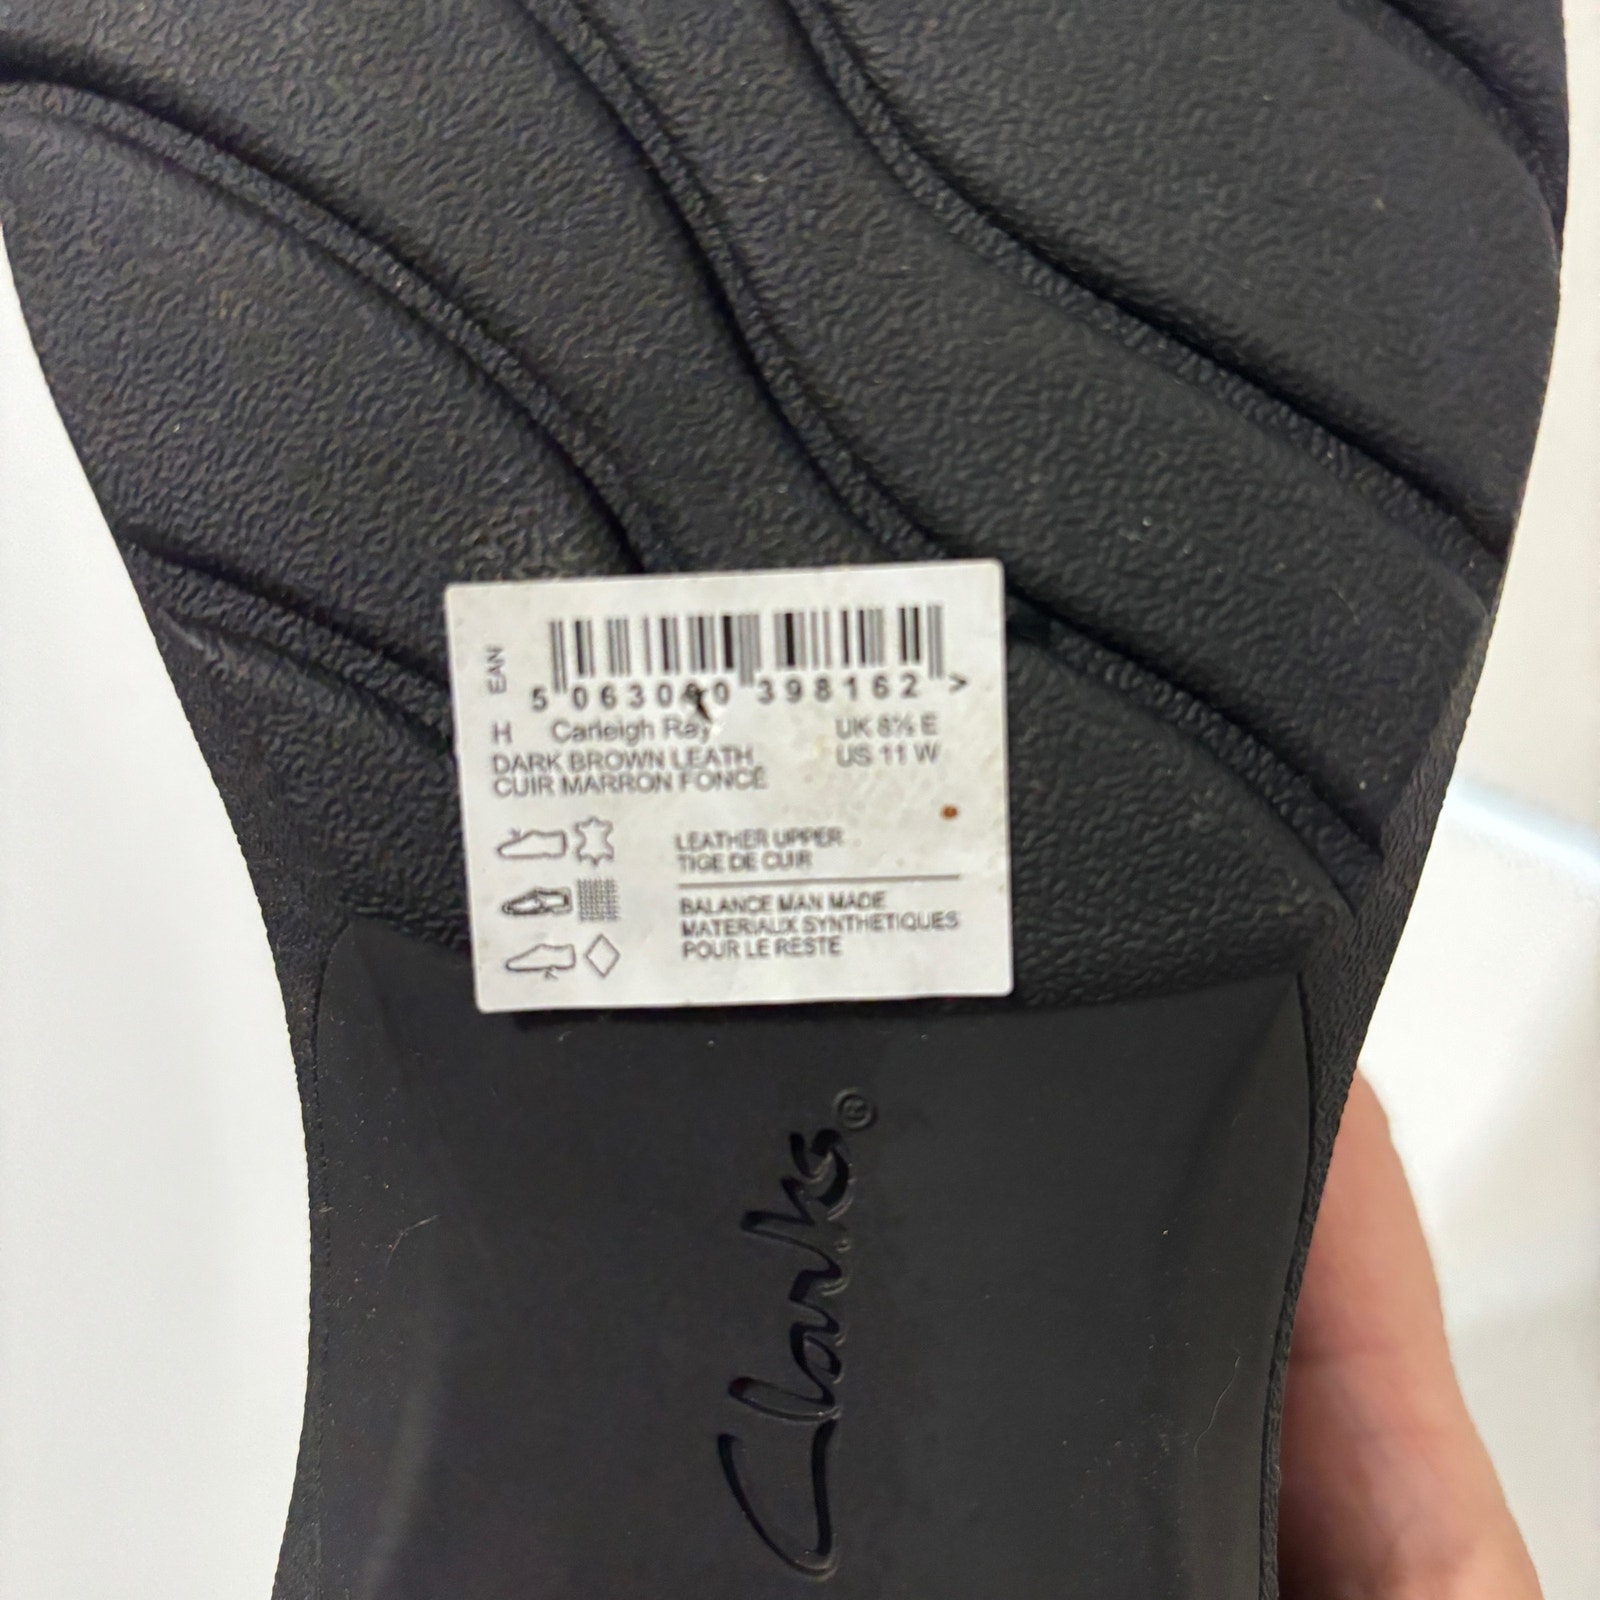 EAN
5 063090 398162 >
H Carleigh Ray UK 8½ E
DARK BROWN LEATH US 11 W
CUIR MARRON FONCÉ
LEATHER UPPER
TIGE DE CUIR
BALANCE MAN MADE
MATERIAUX SYNTHETIQUES
POUR LE RESTE
Clarks®